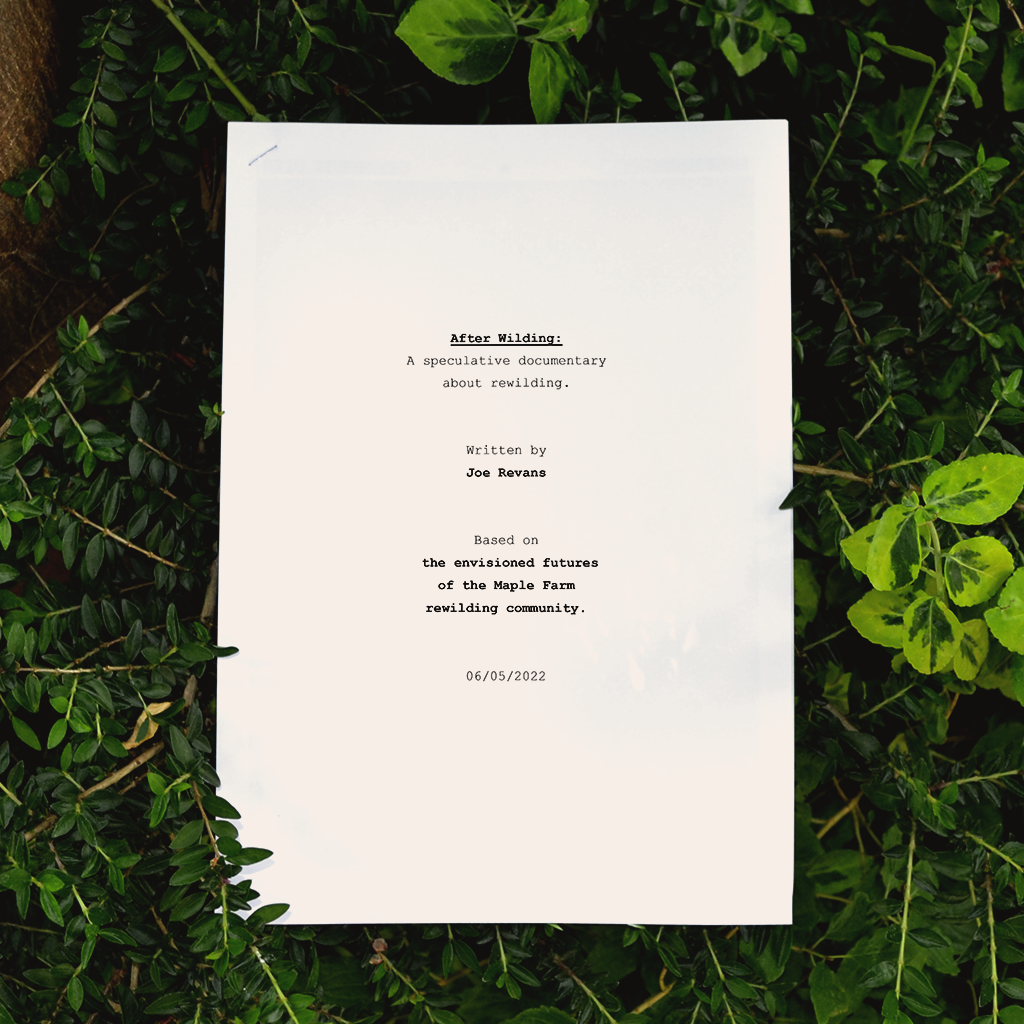 After Wilding:
A speculative documentary
about rewilding.
Written by
Joe Revans
Based on
the envisioned futures
of the Maple Farm
rewilding community.
06/05/2022